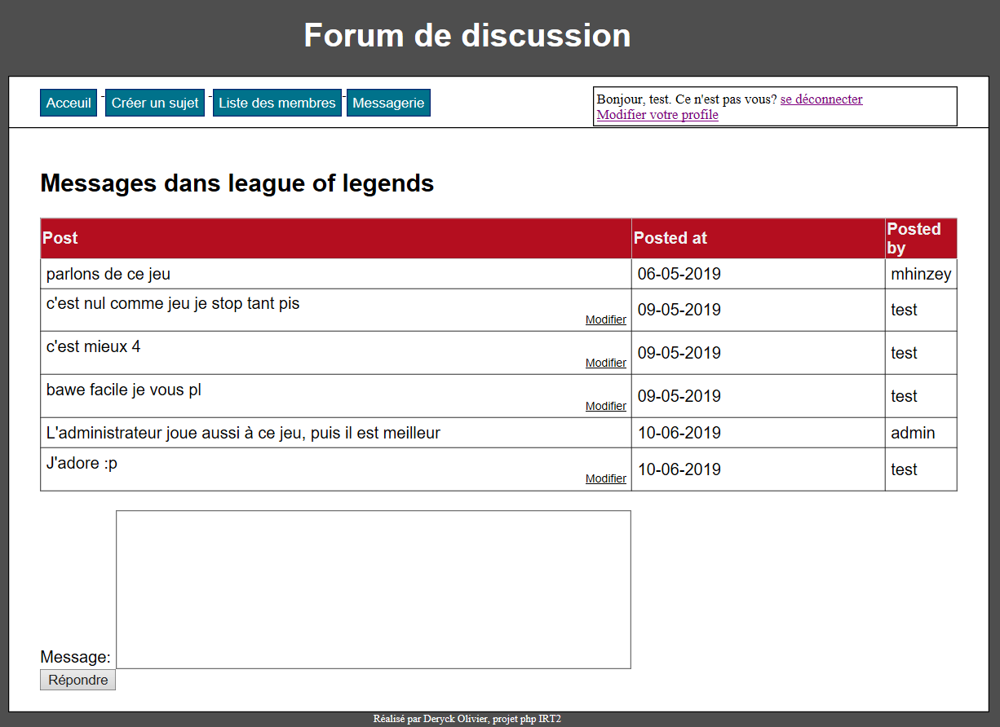 Forum de discussion
Acceuil - Créer un sujet - Liste des membres - Messagerie
Bonjour, test. Ce n'est pas vous? se déconnecter
Modifier votre profile
Messages dans league of legends
Post Posted at Posted by
parlons de ce jeu 06-05-2019 mhinzey
c'est nul comme jeu je stop tant pis
Modifier 09-05-2019 test
c'est mieux 4
Modifier 09-05-2019 test
bawe facile je vous pl
Modifier 09-05-2019 test
L'administrateur joue aussi à ce jeu, puis il est meilleur 10-06-2019 admin
J'adore :p
Modifier 10-06-2019 test
Message:
Répondre
Réalisé par Deryck Olivier, projet php IRT2